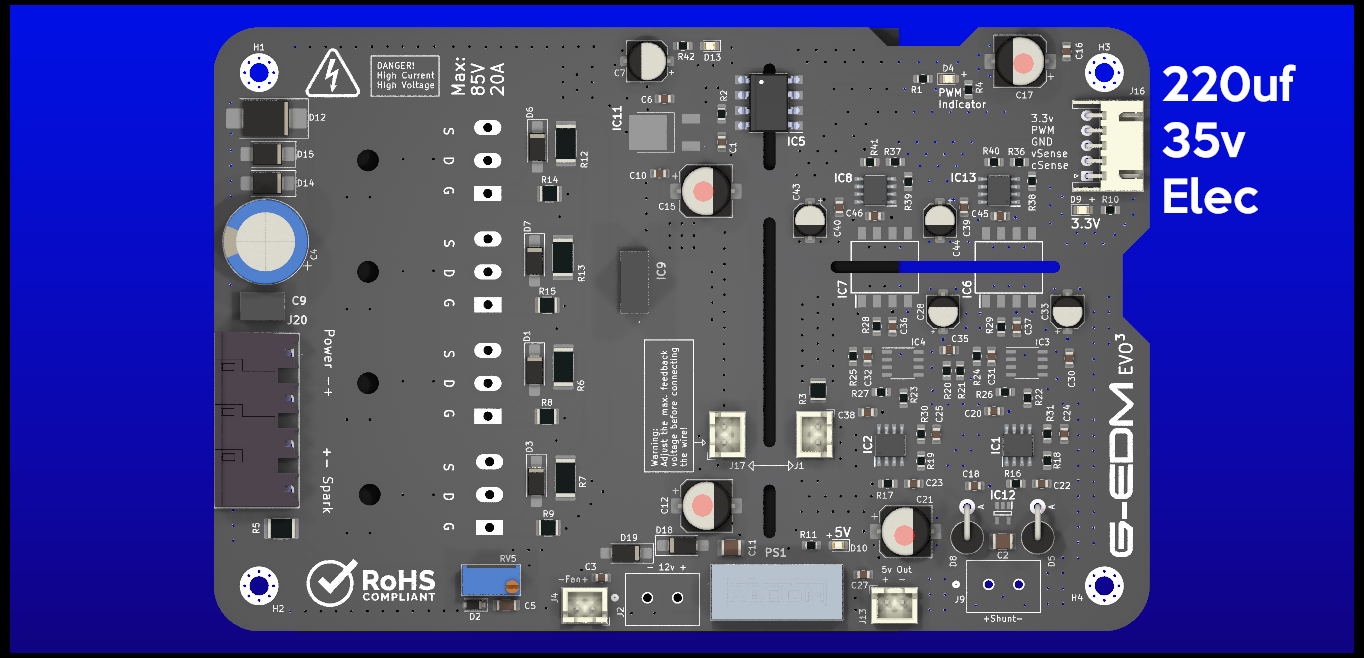 H1
DANGER!
High Current
High Voltage
Max:
85V
20A
D12
D15
D14
C4
C9
J20
Power -+
+- Spark
R5
H2
RoHS
COMPLIANT
S
D
G
S
D
G
S
D
G
S
D
G
D6
R12
R14
D7
R13
R15
D1
R6
R8
D3
R7
R9
RV5
D2
C5
C7
R42
D13
C6
R2
IC11
C1
C10
C15
IC5
IC9
Warning:
Adjust the max. feedback
voltage before connecting
the wire!
J17
J1
R3
C12
D18
D19
C11
PS1
R11
+5V
D10
C3
-Fan+
J4
- 12v +
J2
C27
5v Out
+ -
J13
C17
C16
H3
D4
+
R1
R4
PWM
Indicator
J16
3.3v
PWM
GND
vSense
cSense
D9 +
R10
3.3V
R41
R37
IC8
R39
C43
C40
C46
R40
R36
IC13
R38
C39
C45
C44
IC7
IC6
C28
C33
R28
C36
R29
C37
IC4
C35
IC3
R25
C32
R20
R21
R24
C31
C30
R27
R23
R26
R22
C38
C20
R30
C25
R31
C24
IC2
IC1
R19
R18
R17
C23
C18
R16
C22
C21
IC12
A
A
D8
C2
D5
J9
+Shunt-
H4
G-EDM EVO3
220uf
35v
Elec